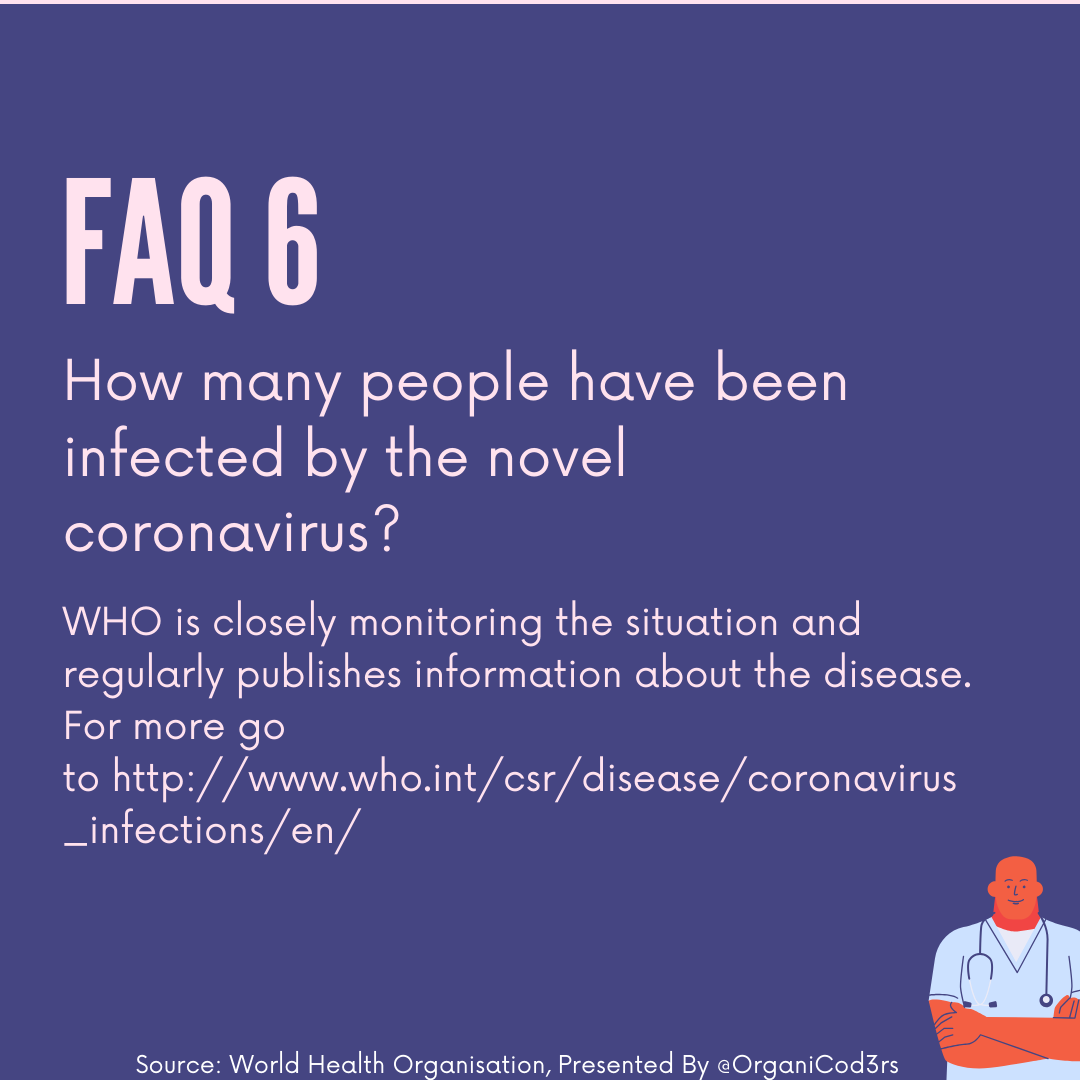 FAQ 6
How many people have been
infected by the novel
coronavirus?
WHO is closely monitoring the situation and
regularly publishes information about the disease.
For more go
to http://www.who.int/csr/disease/coronavirus
_infections/en/
Source: World Health Organisation, Presented By @OrganiCod3rs